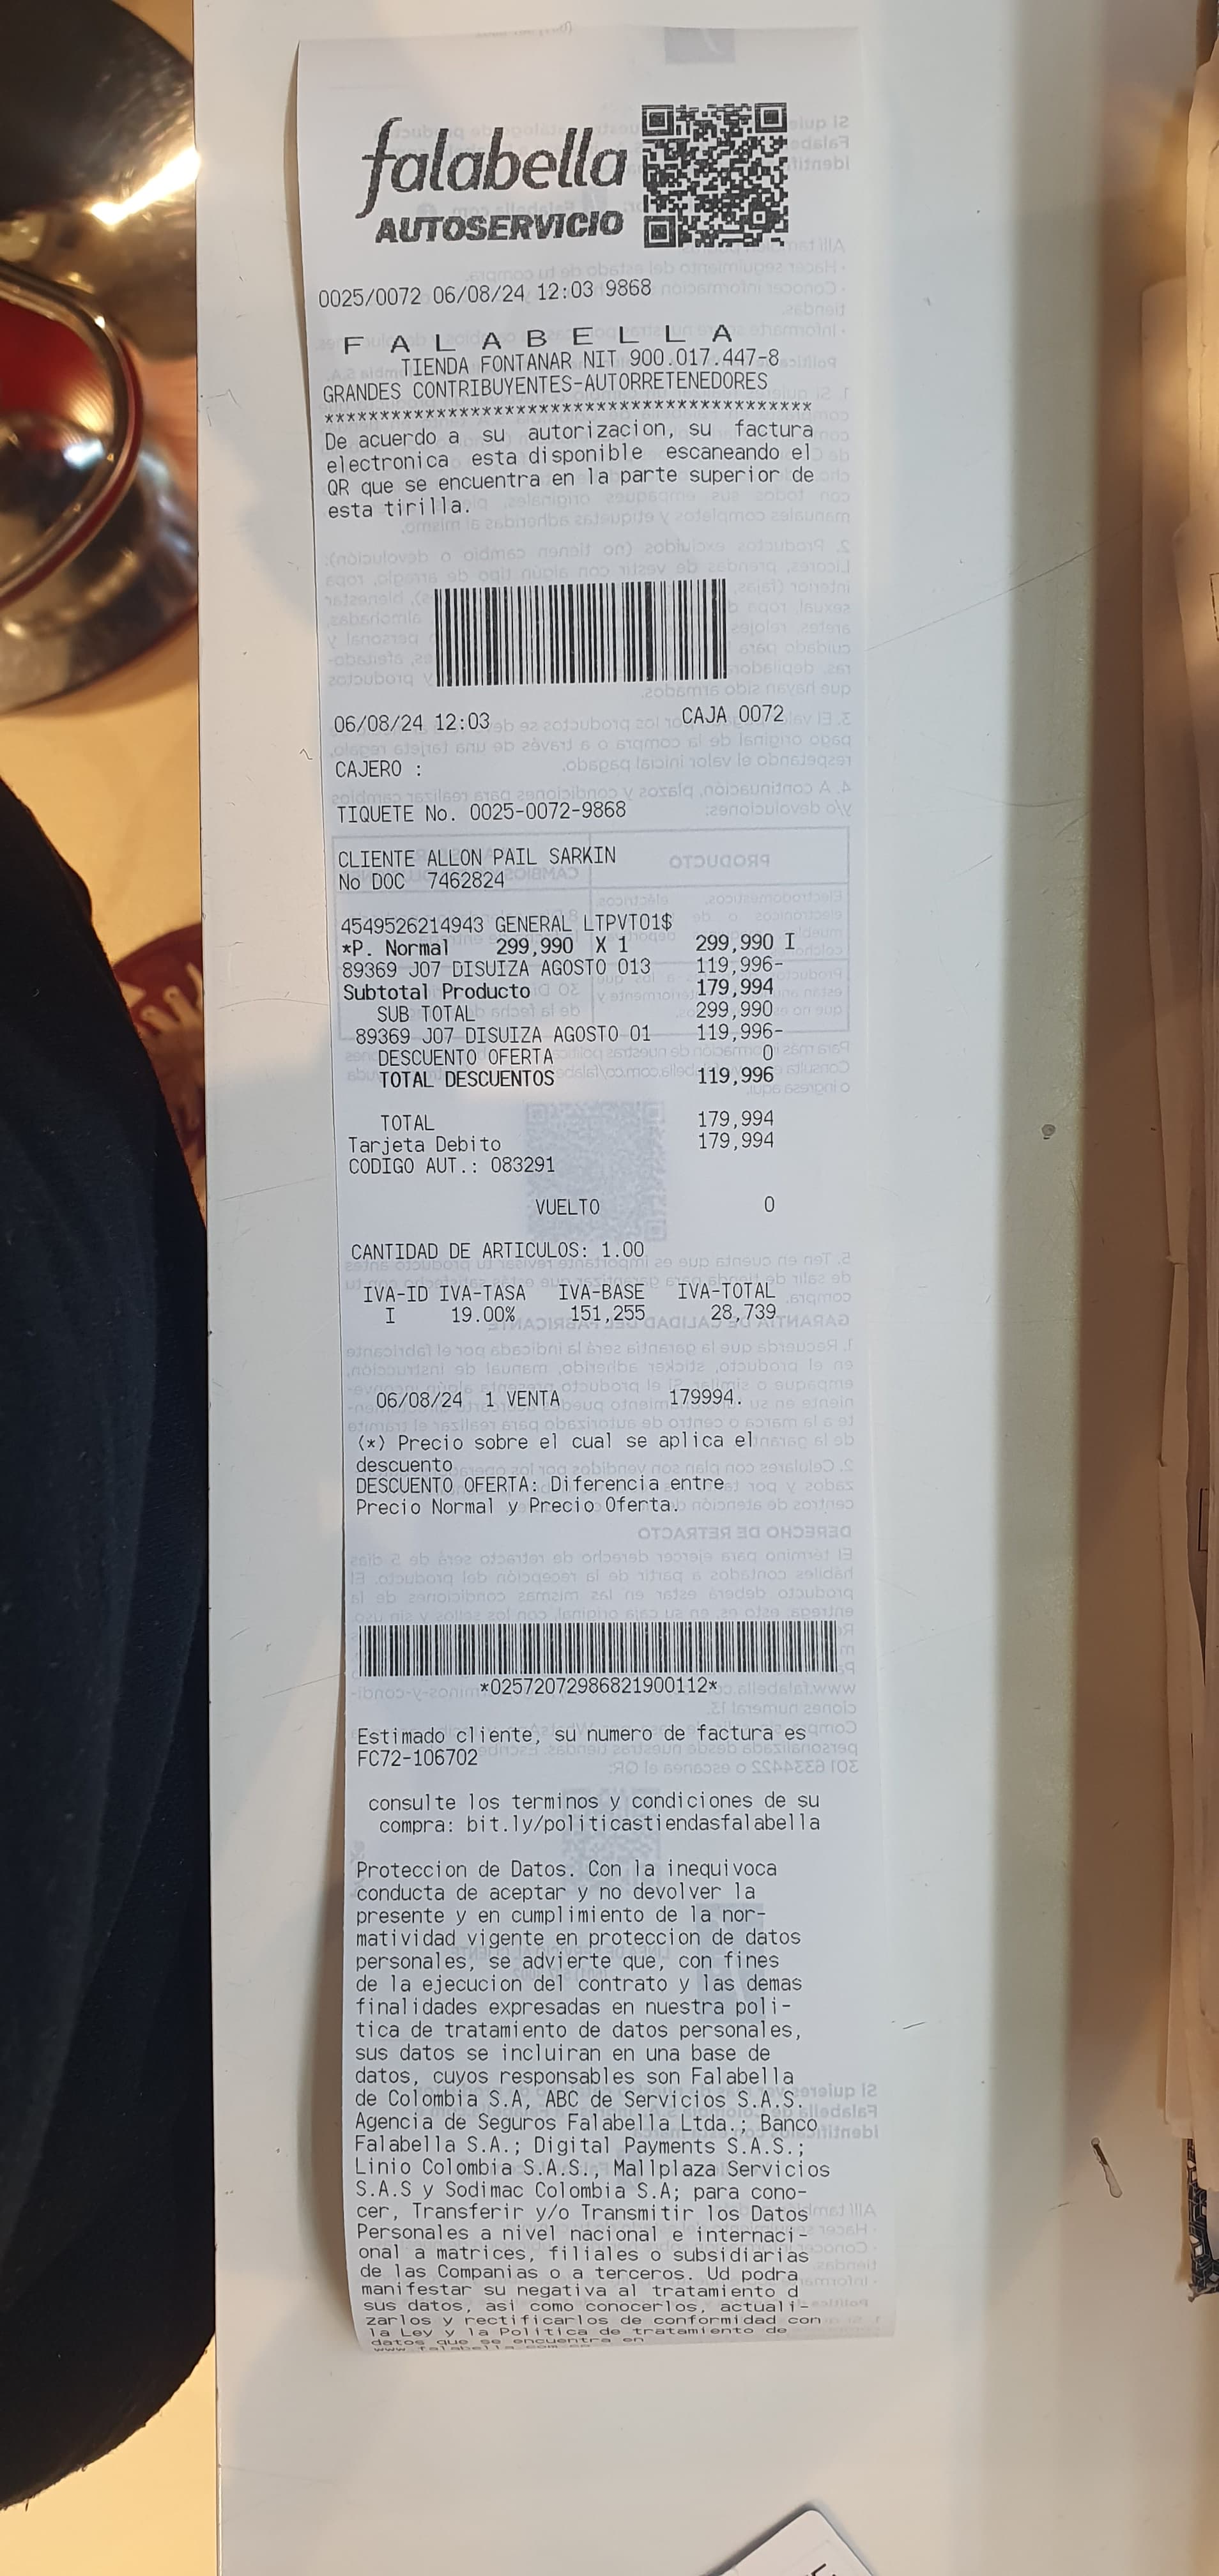 falabella
AUTOSERVICIO
0025/0072 06/08/24 12:03 9868
F A L A B E L L A
TIENDA FONTANAR NIT 900.017.447-8
GRANDES CONTRIBUYENTES-AUTORRETENEDORES
********************************************
De acuerdo a su autorizacion, su factura
electronica esta disponible escaneando el
QR que se encuentra en la parte superior de
esta tirilla.
06/08/24 12:03 CAJA 0072
CAJERO :
TIQUETE No. 0025-0072-9868
CLIENTE ALLON PAIL SARKIN
No DOC 7462824
4549526214943 GENERAL LTPVT01$
*P. Normal 299,990 X 1 299,990 I
89369 J07 DISUIZA AGOSTO 013 119,996-
Subtotal Producto 179,994
SUB TOTAL 299,990
89369 J07 DISUIZA AGOSTO 01 119,996-
DESCUENTO OFERTA 0
TOTAL DESCUENTOS 119,996
TOTAL 179,994
Tarjeta Debito 179,994
CODIGO AUT.: 083291
VUELTO 0
CANTIDAD DE ARTICULOS: 1.00
IVA-ID IVA-TASA IVA-BASE IVA-TOTAL
I 19.00% 151,255 28,739
06/08/24 1 VENTA 179994.
(*) Precio sobre el cual se aplica el
descuento
DESCUENTO OFERTA: Diferencia entre
Precio Normal y Precio Oferta.
*02572072986821900112*
Estimado cliente, su numero de factura es
FC72-106702
consulte los terminos y condiciones de su
compra: bit.ly/politicastiendasfalabella
Proteccion de Datos. Con la inequivoca
conducta de aceptar y no devolver la
presente y en cumplimiento de la nor-
matividad vigente en proteccion de datos
personales, se advierte que, con fines
de la ejecucion del contrato y las demas
finalidades expresadas en nuestra poli-
tica de tratamiento de datos personales,
sus datos se incluiran en una base de
datos, cuyos responsables son Falabella
de Colombia S.A, ABC de Servicios S.A.S.
Agencia de Seguros Falabella Ltda.; Banco
Falabella S.A.; Digital Payments S.A.S.;
Linio Colombia S.A.S., Mallplaza Servicios
S.A.S y Sodimac Colombia S.A; para cono-
cer, Transferir y/o Transmitir los Datos
Personales a nivel nacional e internaci-
onal a matrices, filiales o subsidiarias
de las Companias o a terceros. Ud podra
manifestar su negativa al tratamiento d
sus datos, asi como conocerlos, actuali-
zarlos y rectificarlos de conformidad con
la Ley y la Politica de tratamiento de
datos que se encuentra en